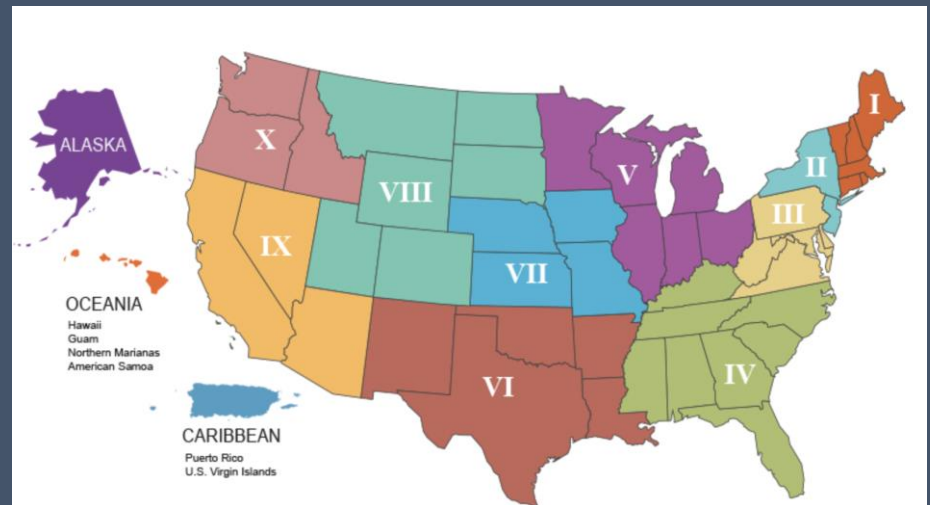 I
X
ALASKA
II
V
VIII
III
IX
VII
OCEANIA
Hawaii
Guam
Northern Marianas
American Samoa
VI
IV
CARIBBEAN
Puerto Rico
U.S. Virgin Islands